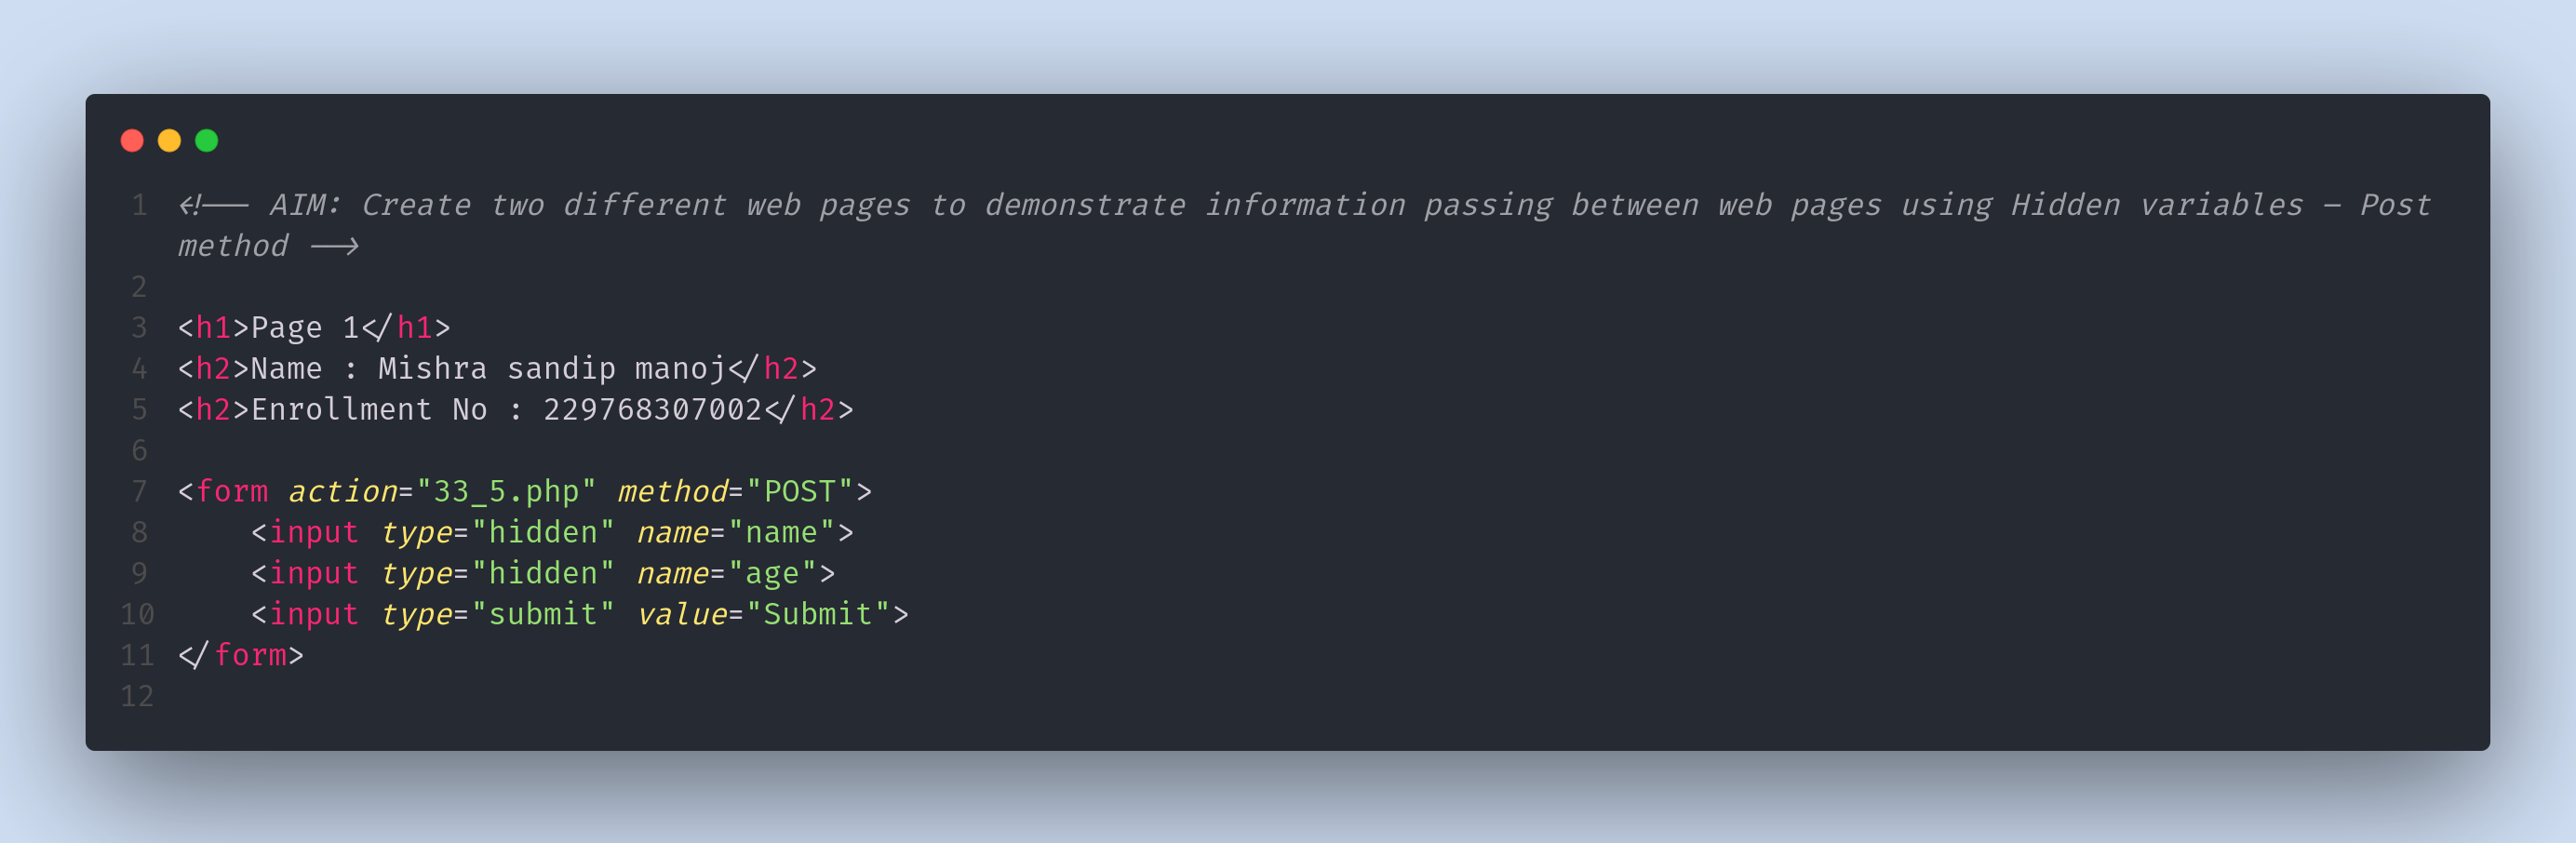 1 <!-- AIM: Create two different web pages to demonstrate information passing between web pages using Hidden variables – Post
method -->
2
3 <h1>Page 1</h1>
4 <h2>Name : Mishra sandip manoj</h2>
5 <h2>Enrollment No : 229768307002</h2>
6
7 <form action="33_5.php" method="POST">
8     <input type="hidden" name="name">
9     <input type="hidden" name="age">
10     <input type="submit" value="Submit">
11 </form>
12